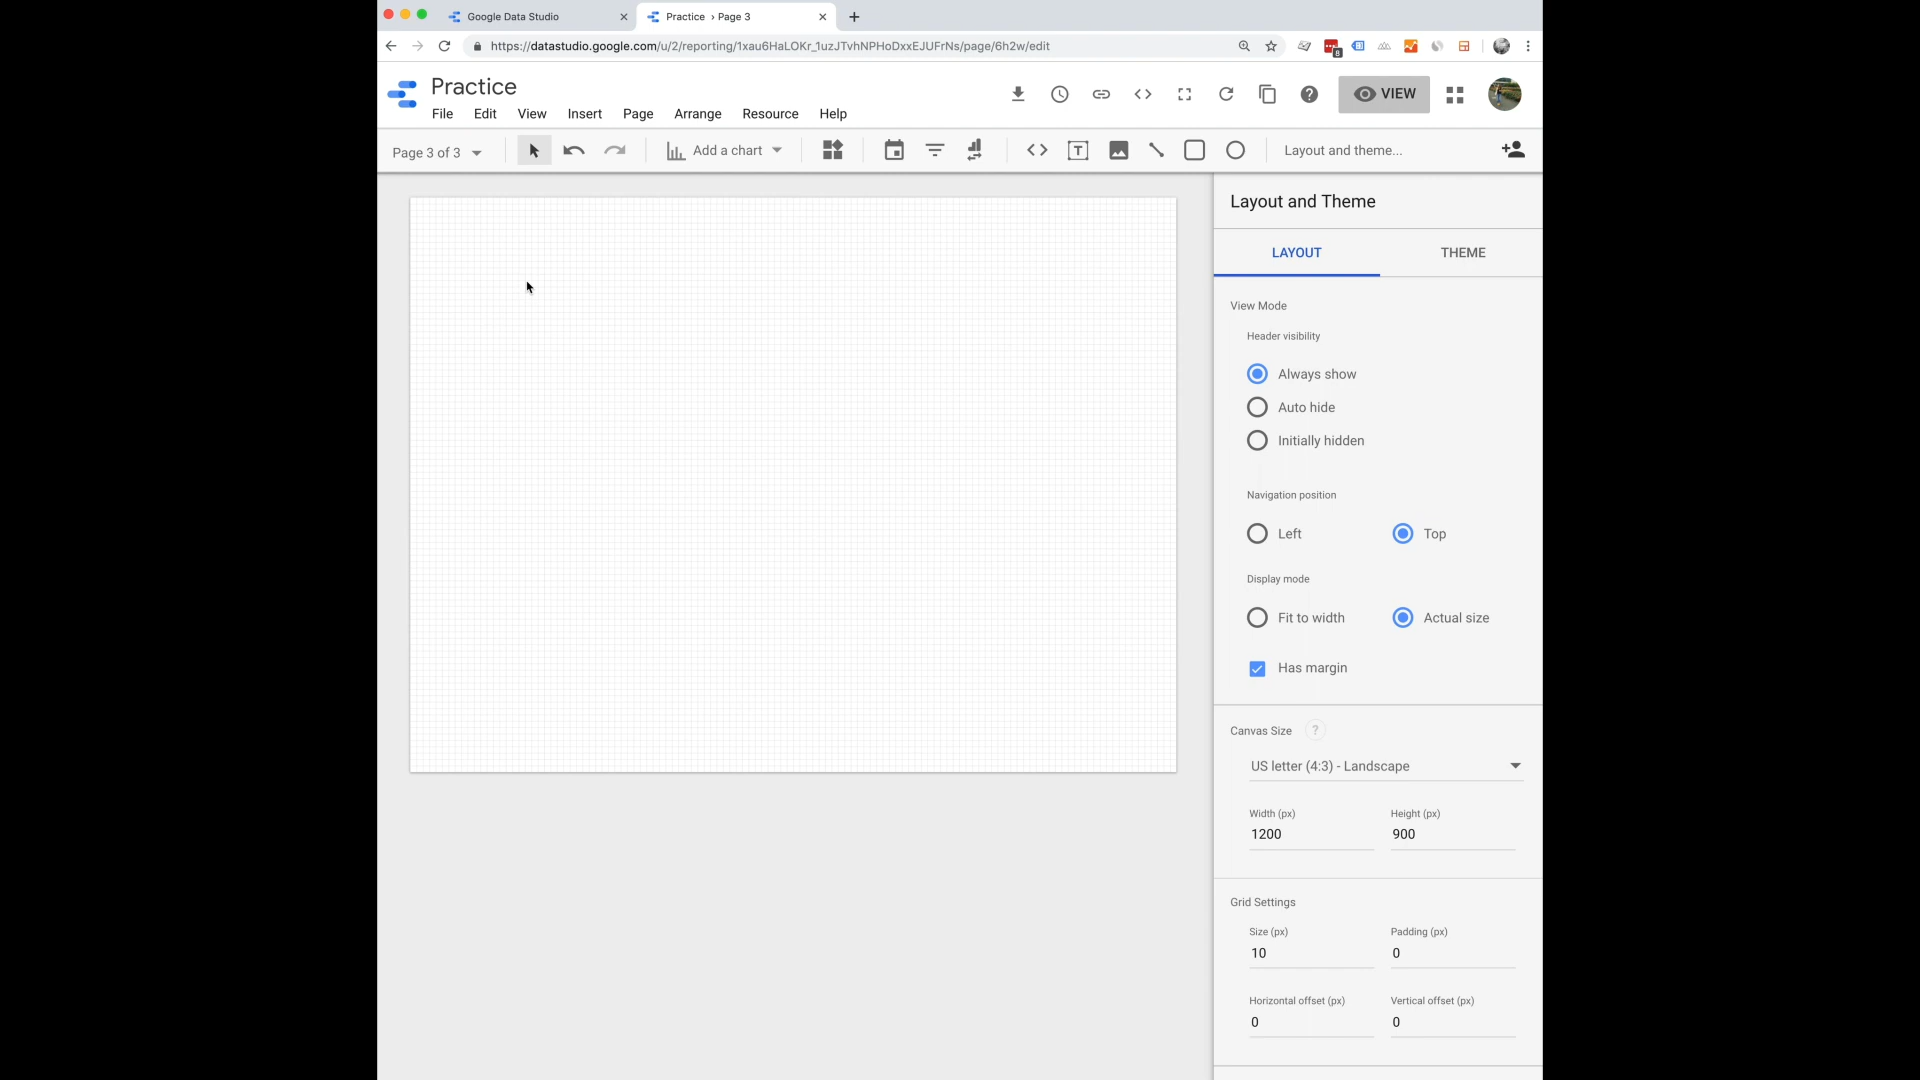 Google Data Studio
Practice › Page 3
https://datastudio.google.com/u/2/reporting/1xau6HaLOKr_1uzJTvhNPHoDxxEJUFrNs/page/6h2w/edit
8
Practice
File Edit View Insert Page Arrange Resource Help
VIEW
Page 3 of 3
Add a chart
Layout and theme...
Layout and Theme
LAYOUT THEME
View Mode
Header visibility
Always show
Auto hide
Initially hidden
Navigation position
Left Top
Display mode
Fit to width Actual size
Has margin
Canvas Size ?
US letter (4:3) - Landscape
Width (px) Height (px)
1200 900
Grid Settings
Size (px) Padding (px)
10 0
Horizontal offset (px) Vertical offset (px)
0 0